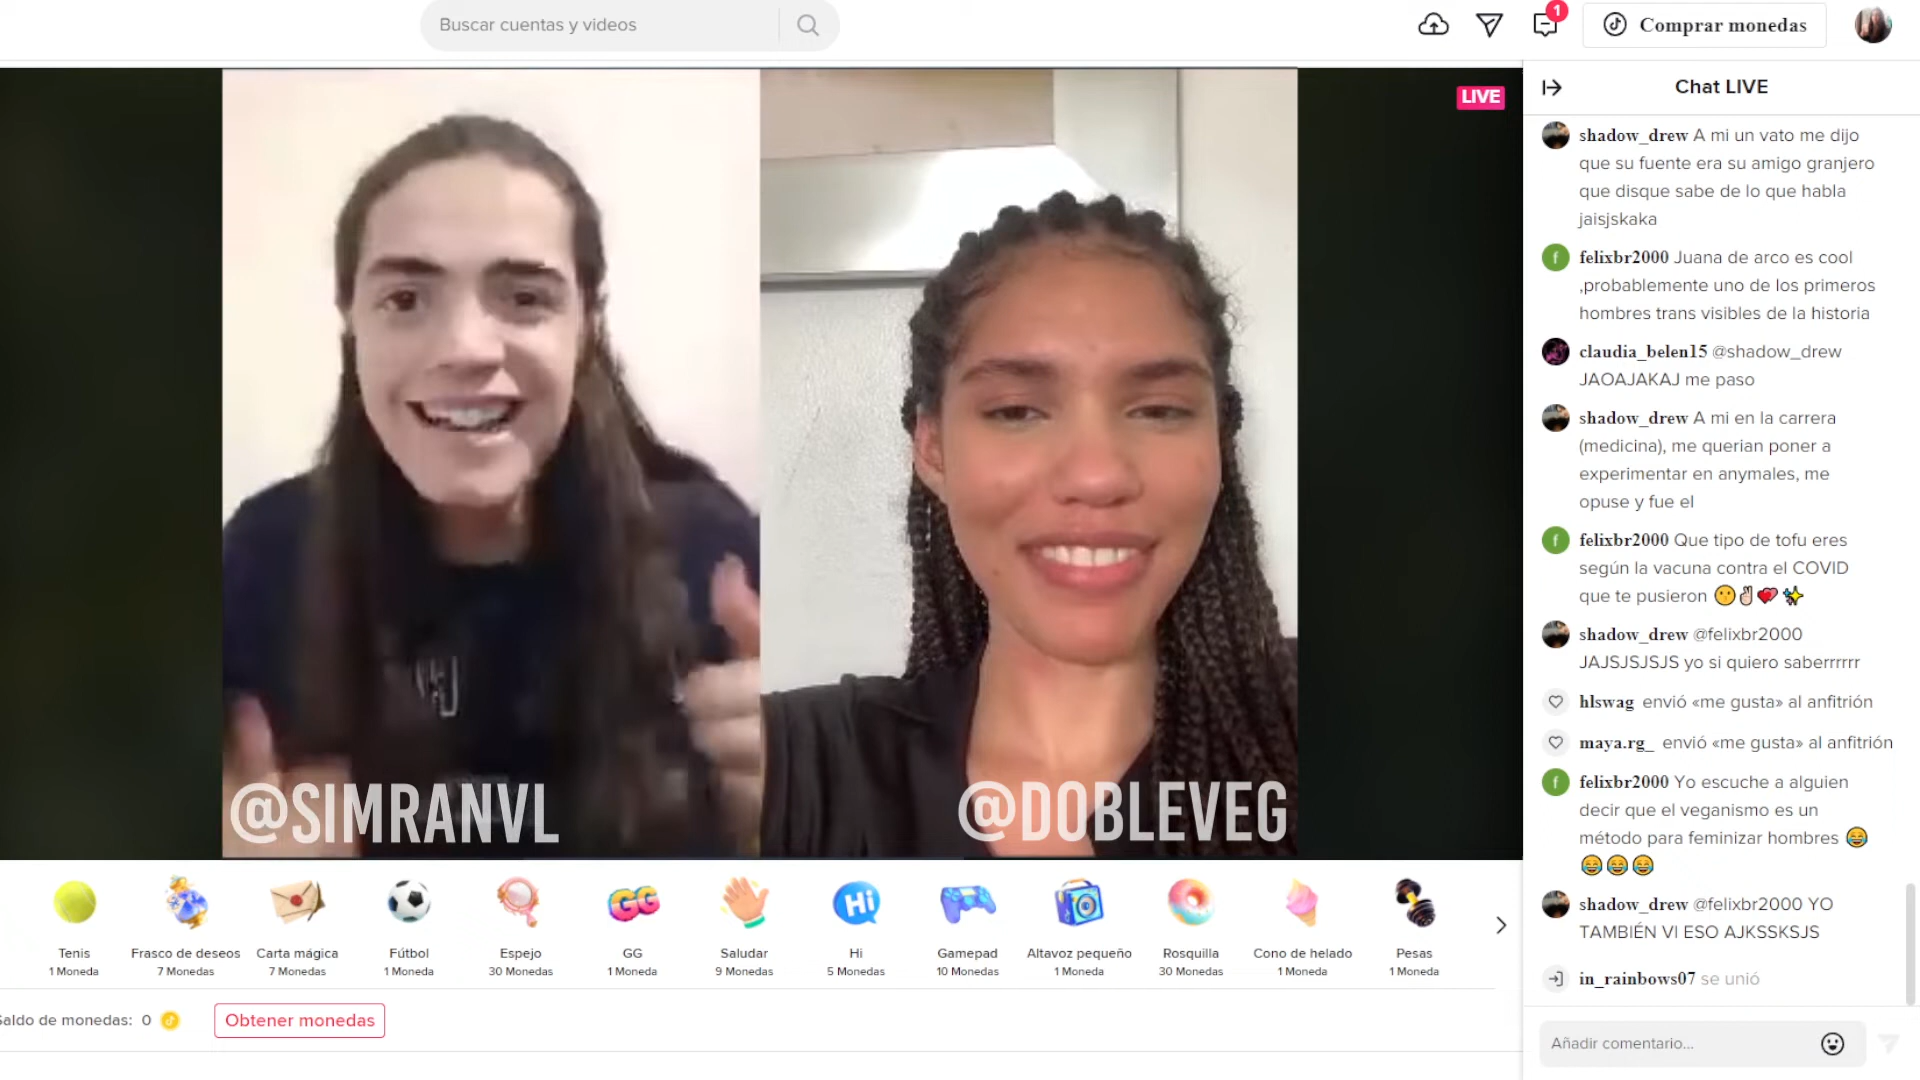 Buscar cuentas y videos
1
Comprar monedas
LIVE
@SIMRANVL
@DOBLEVEG
Tenis
1 Moneda
Frasco de deseos
7 Monedas
Carta mágica
7 Monedas
Fútbol
1 Moneda
Espejo
30 Monedas
GG
GG
1 Moneda
Saludar
9 Monedas
Hi
Hi
5 Monedas
Gamepad
10 Monedas
Altavoz pequeño
1 Moneda
Rosquilla
30 Monedas
Cono de helado
1 Moneda
Pesas
1 Moneda
Saldo de monedas: 0
Obtener monedas
Chat LIVE
shadow_drew A mi un vato me dijo
que su fuente era su amigo granjero
que disque sabe de lo que habla
jaisjskaka
f
felixbr2000 Juana de arco es cool
,probablemente uno de los primeros
hombres trans visibles de la historia
claudia_belen15 @shadow_drew
JAOAJAKAJ me paso
shadow_drew A mi en la carrera
(medicina), me querian poner a
experimentar en anymales, me
opuse y fue el
f
felixbr2000 Que tipo de tofu eres
según la vacuna contra el COVID
que te pusieron 😗✌🏻💕✨
shadow_drew @felixbr2000
JAJSJSJSJS yo si quiero saberrrrrr
hlswag envió «me gusta» al anfitrión
maya.rg_ envió «me gusta» al anfitrión
f
felixbr2000 Yo escuche a alguien
decir que el veganismo es un
método para feminizar hombres 😂
😂😂😂
shadow_drew @felixbr2000 YO
TAMBIÉN VI ESO AJKSSKSJS
in_rainbows07 se unió
Añadir comentario...